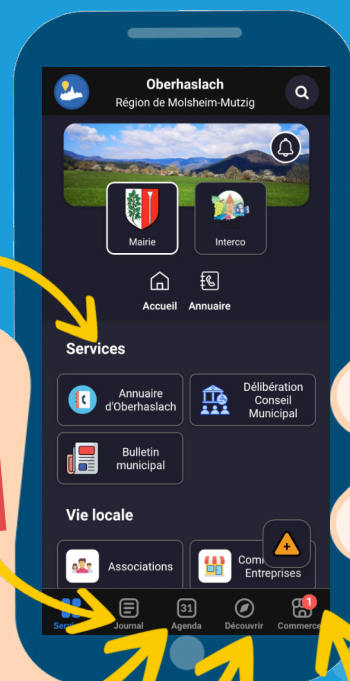 Oberhaslach
Région de Molsheim-Mutzig
Mairie
Interco
Accueil
Annuaire
Services
Annuaire
d'Oberhaslach
Délibération
Conseil
Municipal
Bulletin
municipal
Vie locale
Associations
Entreprises
31
1
Journal
Agenda
Découvrir
Commerce